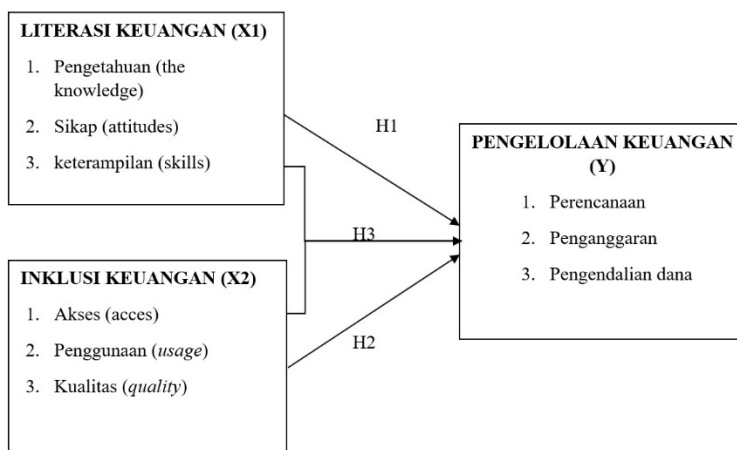 LITERASI KEUANGAN (X1)
1. Pengetahuan (the
knowledge)
2. Sikap (attitudes)
3. keterampilan (skills)
INKLUSI KEUANGAN (X2)
1. Akses (acces)
2. Penggunaan (usage)
3. Kualitas (quality)
H1
H3
H2
PENGELOLAAN KEUANGAN
(Y)
1. Perencanaan
2. Penganggaran
3. Pengendalian dana